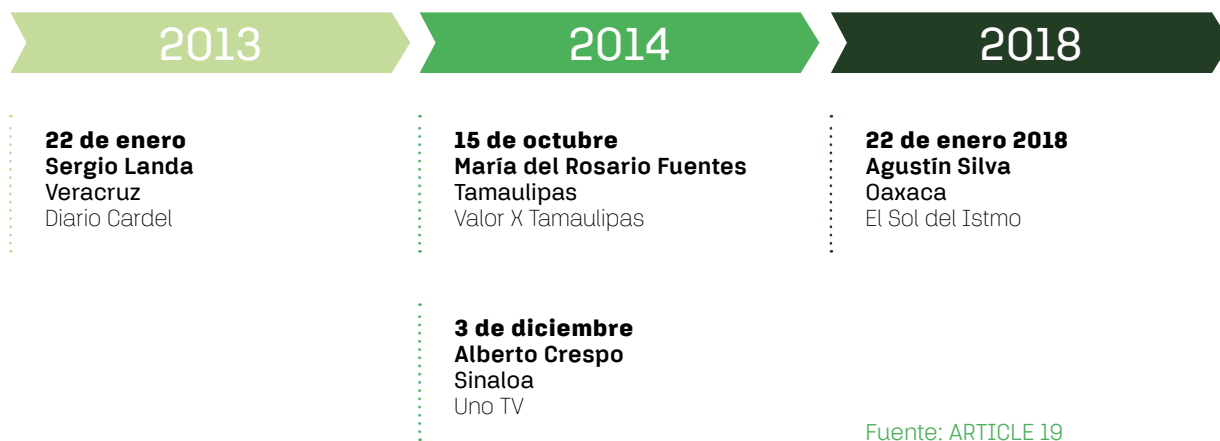 2013
22 de enero
Sergio Landa
Veracruz
Diario Cardel
2014
15 de octubre
María del Rosario Fuentes
Tamaulipas
Valor X Tamaulipas
3 de diciembre
Alberto Crespo
Sinaloa
Uno TV
2018
22 de enero 2018
Agustín Silva
Oaxaca
El Sol del Istmo
Fuente: ARTICLE 19